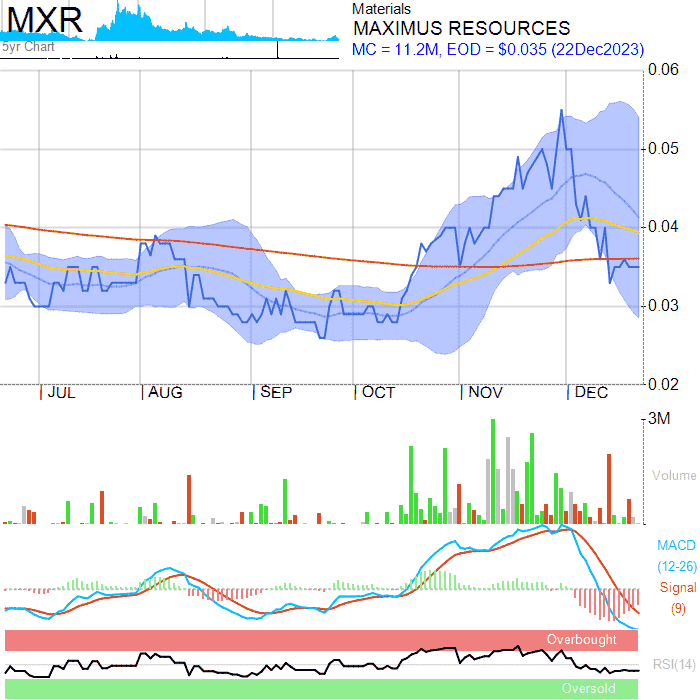 MXR
5yr Chart
Materials
MAXIMUS RESOURCES
MC = 11.2M, EOD = $0.035 (22Dec2023)
0.06
0.05
0.04
0.03
0.02
JUL AUG SEP OCT NOV DEC
3M
Volume
MACD
(12-26)
Signal
(9)
Overbought
RSI(14)
Oversold